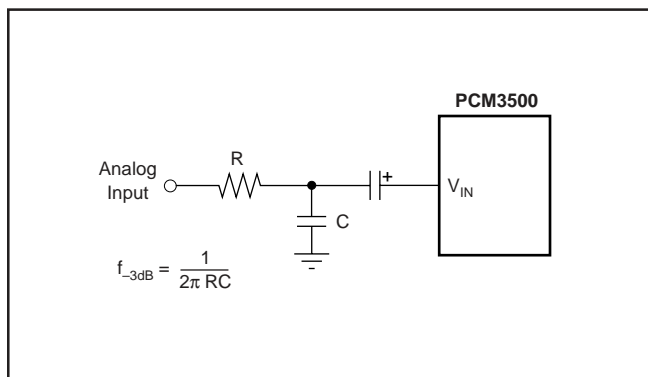 PCM3500
R
Analog
Input
+
V_IN
C
f_–3dB = 1
2π RC